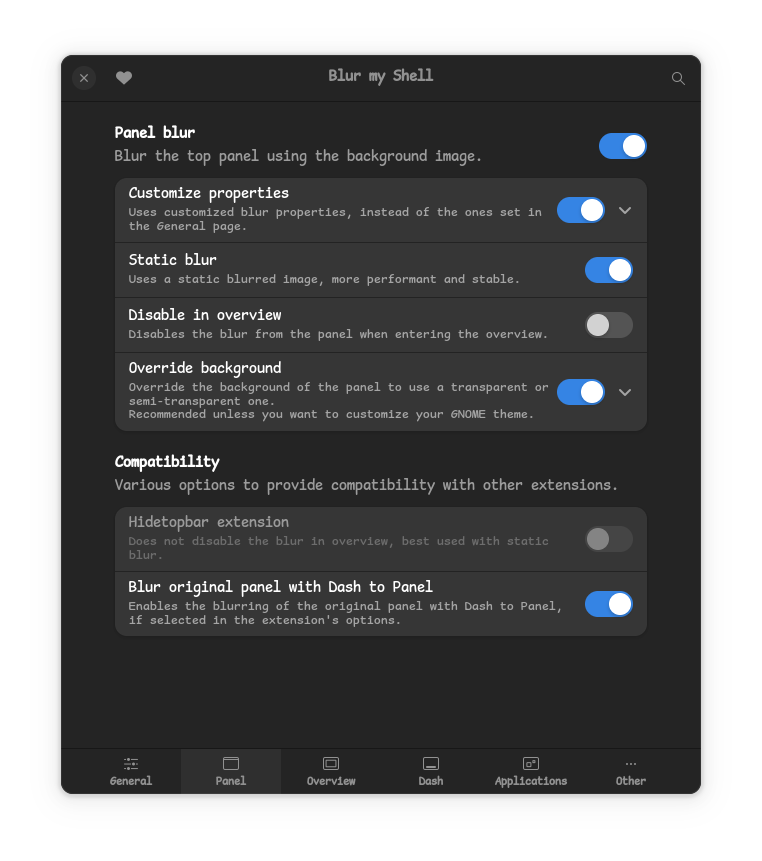 Blur my Shell
Panel blur
Blur the top panel using the background image.
Customize properties
Uses customized blur properties, instead of the ones set in
the General page.
Static blur
Uses a static blurred image, more performant and stable.
Disable in overview
Disables the blur from the panel when entering the overview.
Override background
Override the background of the panel to use a transparent or
semi-transparent one.
Recommended unless you want to customize your GNOME theme.
Compatibility
Various options to provide compatibility with other extensions.
Hidetopbar extension
Does not disable the blur in overview, best used with static
blur.
Blur original panel with Dash to Panel
Enables the blurring of the original panel with Dash to Panel,
if selected in the extension's options.
General Panel Overview Dash Applications Other